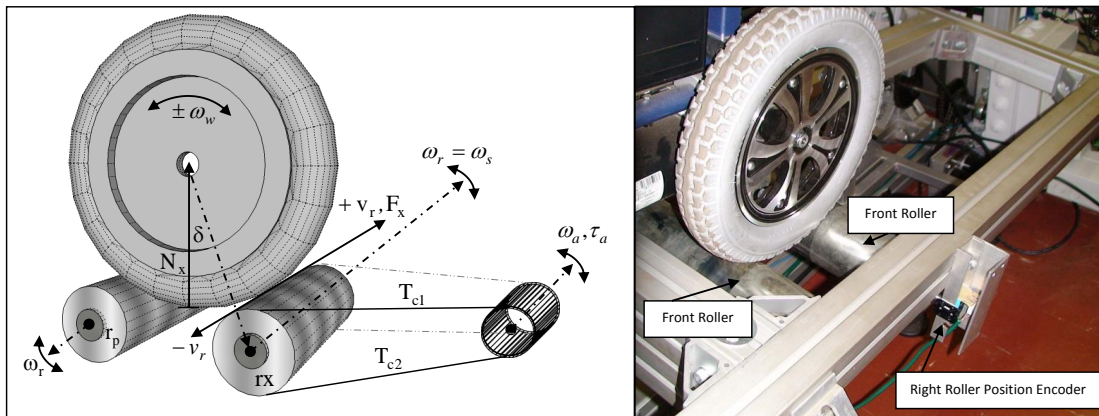 ± ω_w
ω_r = ω_s
+ v_r , F_x
ω_a , τ_a
δ
N_x
T_c1
r_p
T_c2
− v_r
ω_r
rx
Front Roller
Front Roller
Right Roller Position Encoder